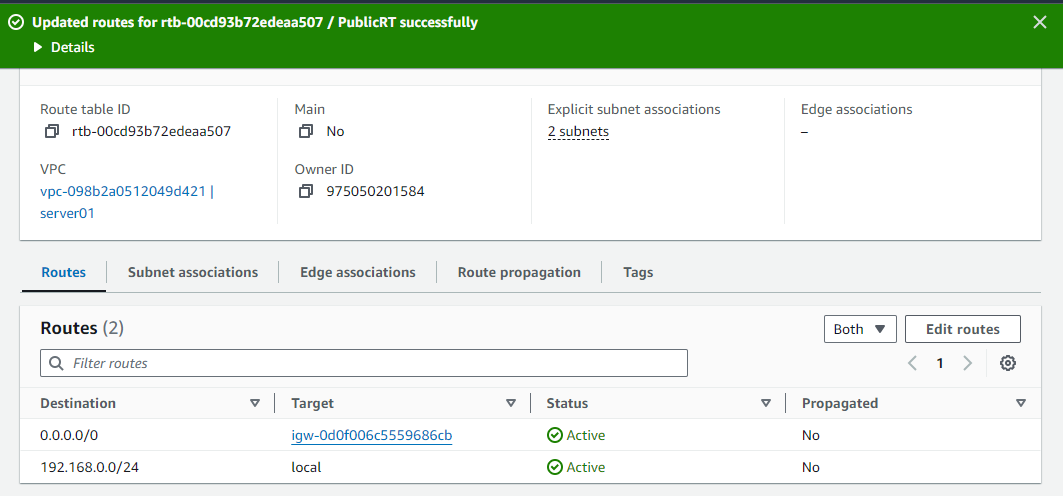 Updated routes for rtb-00cd93b72edeaa507 / PublicRT successfully
Details
Route table ID
rtb-00cd93b72edeaa507
Main
No
Explicit subnet associations
2 subnets
Edge associations
–
VPC
vpc-098b2a0512049d421 |
server01
Owner ID
975050201584
Routes
Subnet associations
Edge associations
Route propagation
Tags
Routes (2)
Both
Edit routes
Filter routes
1
Destination Target Status Propagated
0.0.0.0/0 igw-0d0f006c5559686cb Active No
192.168.0.0/24 local Active No